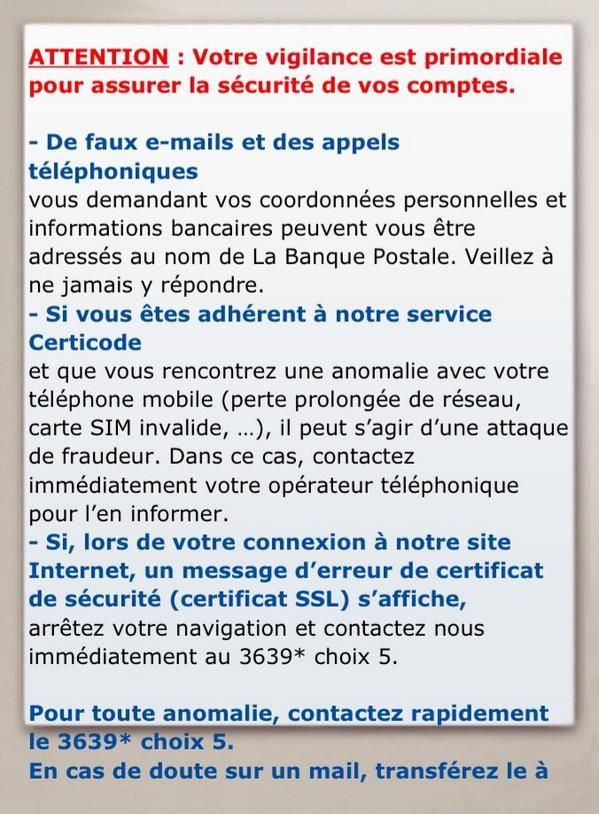 ATTENTION : Votre vigilance est primordiale
pour assurer la sécurité de vos comptes.
- De faux e-mails et des appels
téléphoniques
vous demandant vos coordonnées personnelles et
informations bancaires peuvent vous être
adressés au nom de La Banque Postale. Veillez à
ne jamais y répondre.
- Si vous êtes adhérent à notre service
Certicode
et que vous rencontrez une anomalie avec votre
téléphone mobile (perte prolongée de réseau,
carte SIM invalide, …), il peut s’agir d’une attaque
de fraudeur. Dans ce cas, contactez
immédiatement votre opérateur téléphonique
pour l’en informer.
- Si, lors de votre connexion à notre site
Internet, un message d’erreur de certificat
de sécurité (certificat SSL) s’affiche,
arrêtez votre navigation et contactez nous
immédiatement au 3639* choix 5.
Pour toute anomalie, contactez rapidement
le 3639* choix 5.
En cas de doute sur un mail, transférez le à